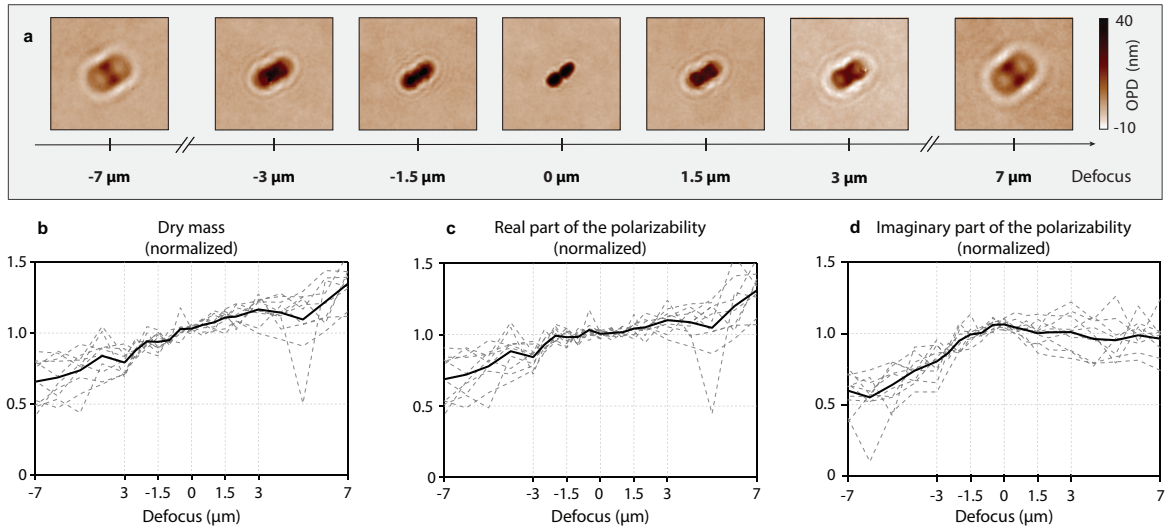 a
40
OPD (nm)
-10
-7 µm
-3 µm
-1.5 µm
0 µm
1.5 µm
3 µm
7 µm
Defocus
b Dry mass
(normalized)
1.5
1.0
0.5
0
-7 3 -1.5 0 1.5 3 7
Defocus (µm)
c Real part of the polarizability
(normalized)
1.5
1.0
0.5
0
-7 3 -1.5 0 1.5 3 7
Defocus (µm)
d Imaginary part of the polarizability
(normalized)
1.5
1.0
0.5
0
-7 -3 -1.5 0 1.5 3 7
Defocus (µm)